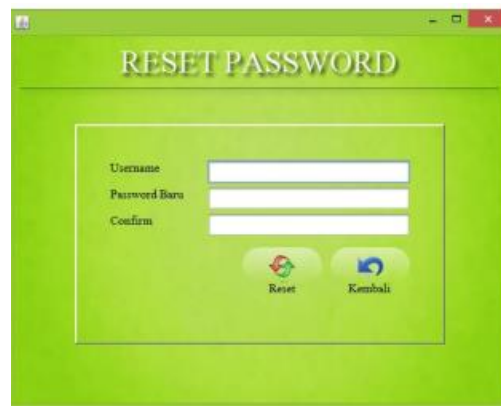 RESET PASSWORD
Username
Password Baru
Confirm
Reset
Kembali